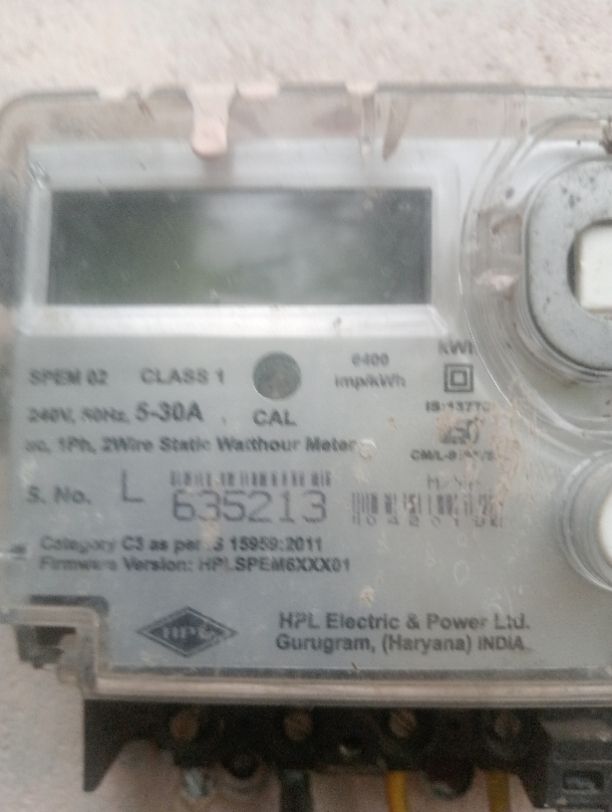 SPEM 02 CLASS 1
6400
imp/kWh
240V, 50Hz, 5-30A
CAL
ac, 1Ph, 2Wire Static Watthour Meter
S. No. L 635213
Category C3 as per IS 15959:2011
Firmware Version: HPLSPEM6XXX01
HPL
HPL Electric & Power Ltd.
Gurugram, (Haryana) INDIA.